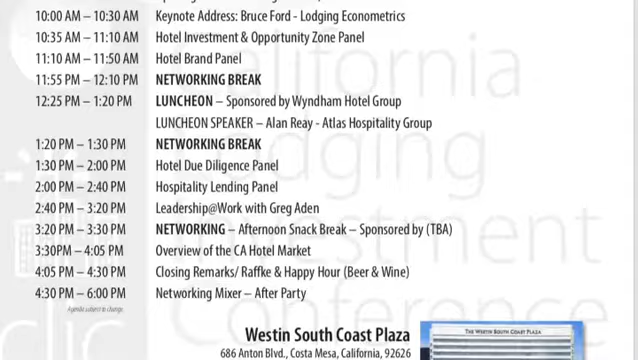 10:00 AM – 10:30 AM Keynote Address: Bruce Ford - Lodging Econometrics
10:35 AM – 11:10 AM Hotel Investment & Opportunity Zone Panel
11:10 AM – 11:50 AM Hotel Brand Panel
11:55 PM – 12:10 PM NETWORKING BREAK
12:25 PM – 1:20 PM LUNCHEON – Sponsored by Wyndham Hotel Group
LUNCHEON SPEAKER – Alan Reay - Atlas Hospitality Group
1:20 PM – 1:30 PM NETWORKING BREAK
1:30 PM – 2:00 PM Hotel Due Diligence Panel
2:00 PM – 2:40 PM Hospitality Lending Panel
2:40 PM – 3:20 PM Leadership@Work with Greg Aden
3:20 PM – 3:30 PM NETWORKING – Afternoon Snack Break – Sponsored by (TBA)
3:30PM – 4:05 PM Overview of the CA Hotel Market
4:05 PM – 4:30 PM Closing Remarks/ Raffke & Happy Hour (Beer & Wine)
4:30 PM – 6:00 PM Networking Mixer – After Party
Agenda subject to change.
Westin South Coast Plaza
686 Anton Blvd., Costa Mesa, California, 92626
THE WESTIN SOUTH COAST PLAZA
California
Lodging
Investment
Conference
clic